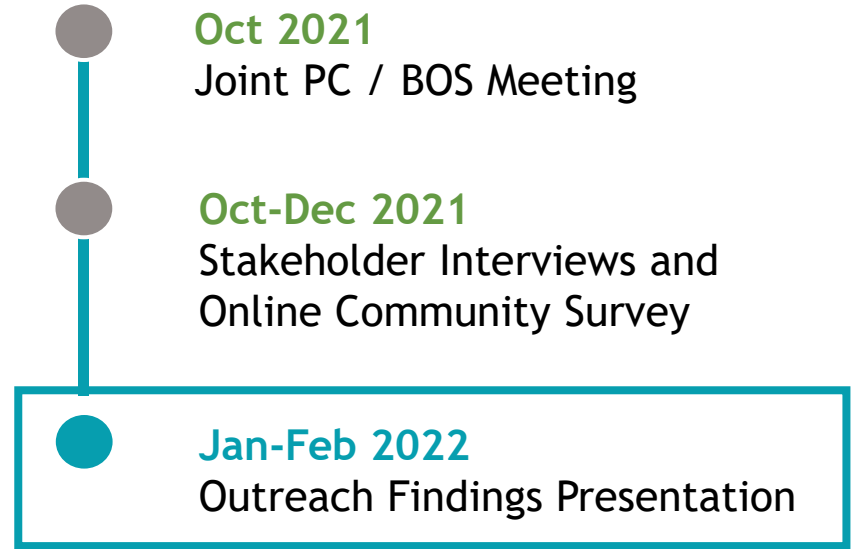 Oct 2021
Joint PC / BOS Meeting
Oct-Dec 2021
Stakeholder Interviews and
Online Community Survey
Jan-Feb 2022
Outreach Findings Presentation